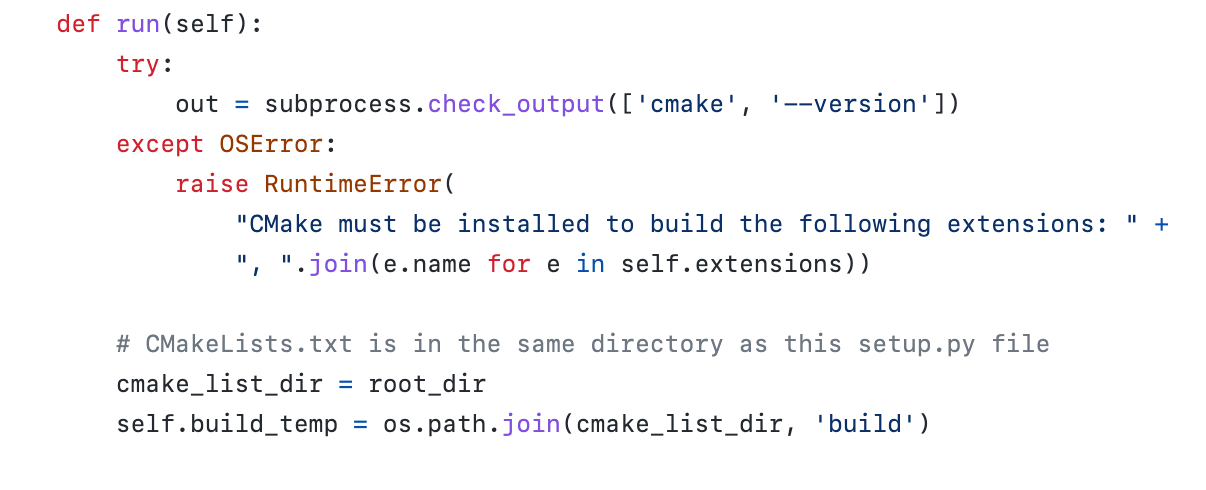 def run(self):
    try:
        out = subprocess.check_output(['cmake', '--version'])
    except OSError:
        raise RuntimeError(
            "CMake must be installed to build the following extensions: " +
            ", ".join(e.name for e in self.extensions))

    # CMakeLists.txt is in the same directory as this setup.py file
    cmake_list_dir = root_dir
    self.build_temp = os.path.join(cmake_list_dir, 'build')